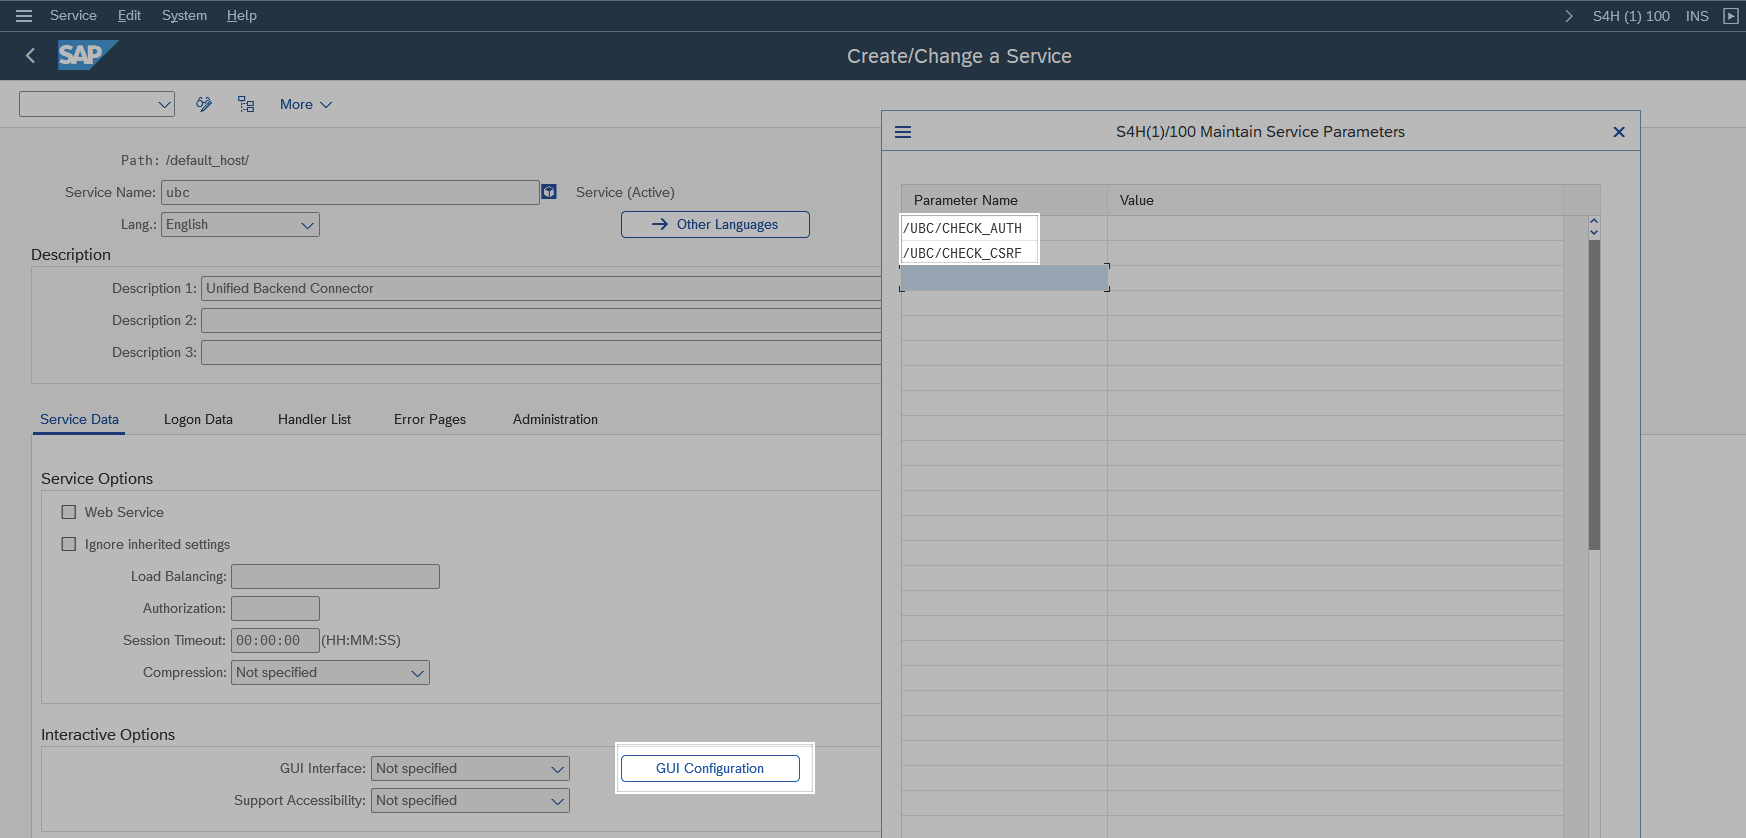 Service Edit System Help
S4H (1) 100 INS
SAP
Create/Change a Service
More
Path: /default_host/
Service Name: ubc
Service (Active)
Lang.: English
Other Languages
Description
Description 1: Unified Backend Connector
Description 2:
Description 3:
Service Data Logon Data Handler List Error Pages Administration
Service Options
Web Service
Ignore inherited settings
Load Balancing:
Authorization:
Session Timeout: 00:00:00 (HH:MM:SS)
Compression: Not specified
Interactive Options
GUI Interface: Not specified
GUI Configuration
Support Accessibility: Not specified
S4H(1)/100 Maintain Service Parameters
Parameter Name Value
/UBC/CHECK_AUTH
/UBC/CHECK_CSRF